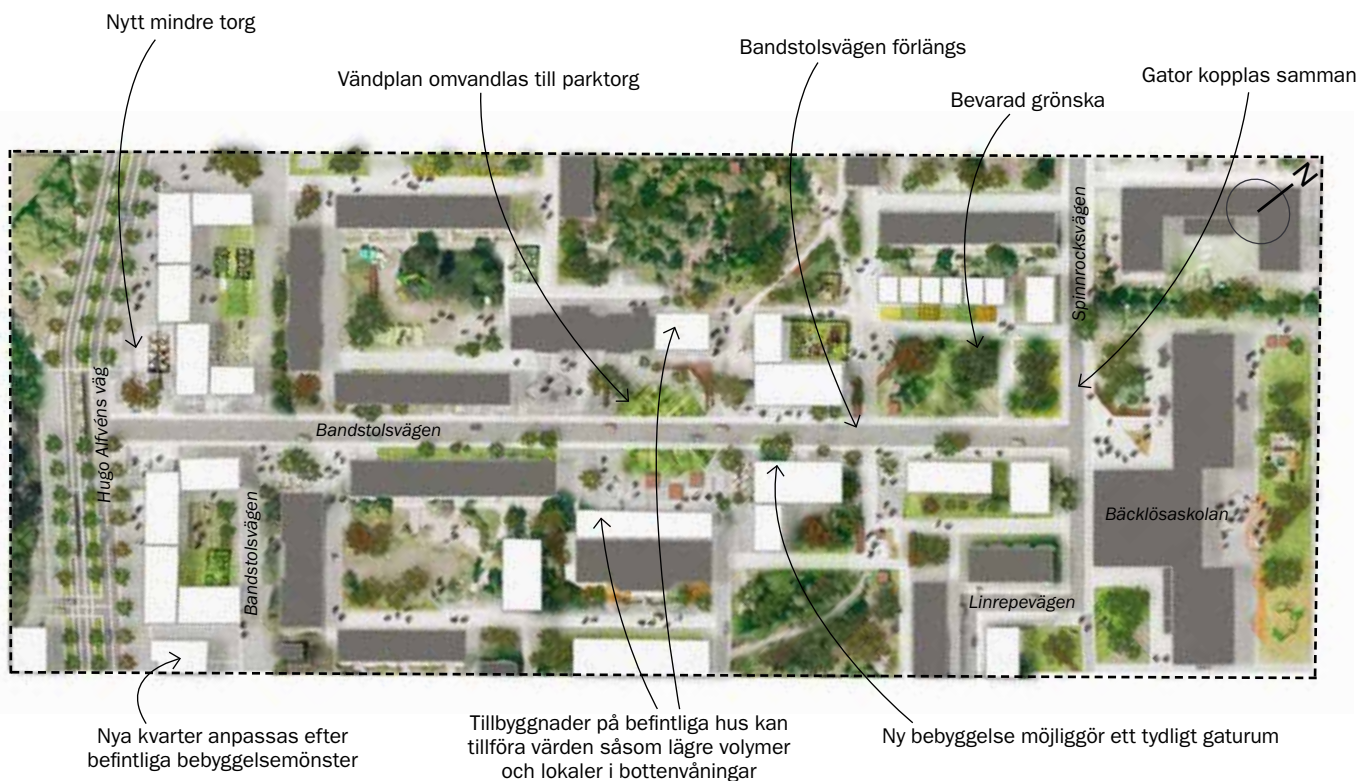 Nytt mindre torg
Vändplan omvandlas till parktorg
Bandstolsvägen förlängs
Bevarad grönska
Gator kopplas samman
N
Spinnrocksvägen
Hugo Alfvéns väg
Bandstolsvägen
Bandstolsvägen
Bäcklösaskolan
Linrepevägen
Nya kvarter anpassas efter
befintliga bebyggelsemönster
Tillbyggnader på befintliga hus kan
tillföra värden såsom lägre volymer
och lokaler i bottenvåningar
Ny bebyggelse möjliggör ett tydligt gaturum